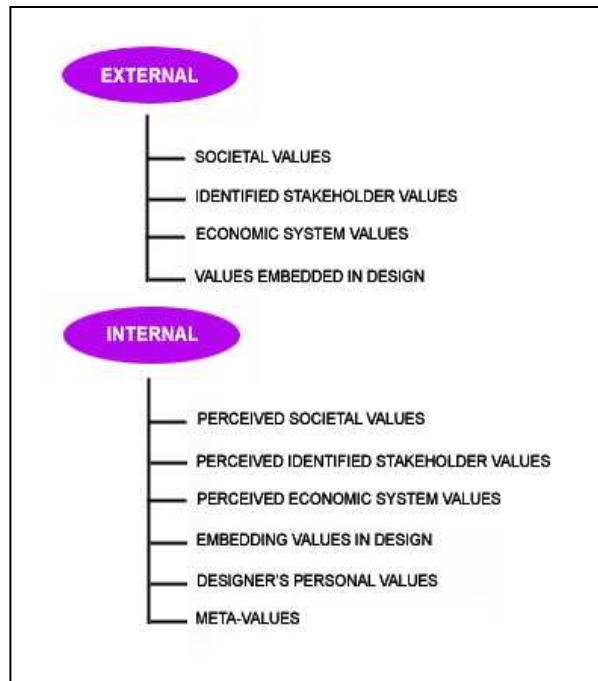 EXTERNAL
SOCIETAL VALUES
IDENTIFIED STAKEHOLDER VALUES
ECONOMIC SYSTEM VALUES
VALUES EMBEDDED IN DESIGN
INTERNAL
PERCEIVED SOCIETAL VALUES
PERCEIVED IDENTIFIED STAKEHOLDER VALUES
PERCEIVED ECONOMIC SYSTEM VALUES
EMBEDDING VALUES IN DESIGN
DESIGNER'S PERSONAL VALUES
META-VALUES